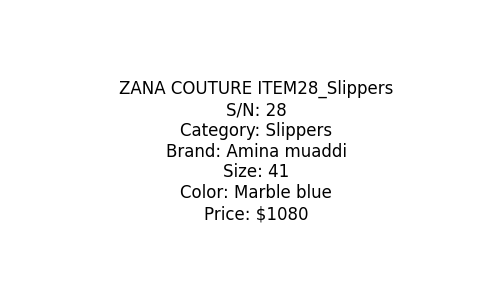 ZANA COUTURE ITEM28_Slippers
S/N: 28
Category: Slippers
Brand: Amina muaddi
Size: 41
Color: Marble blue
Price: $1080